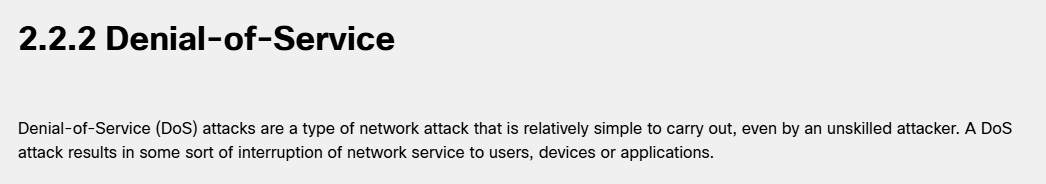 2.2.2 Denial-of-Service
Denial-of-Service (DoS) attacks are a type of network attack that is relatively simple to carry out, even by an unskilled attacker. A DoS
attack results in some sort of interruption of network service to users, devices or applications.